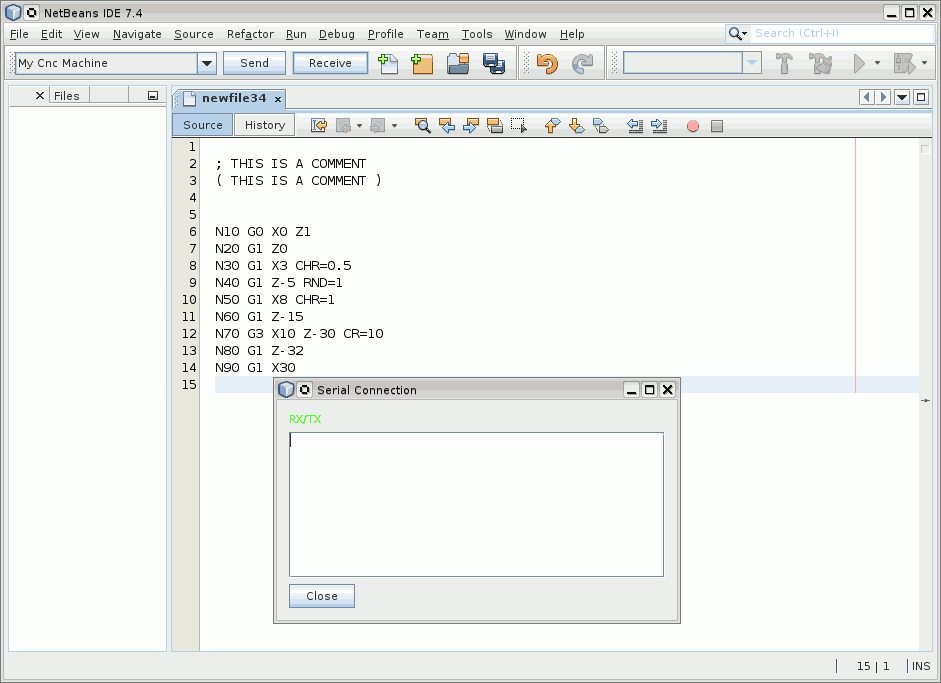 NetBeans IDE 7.4
File Edit View Navigate Source Refactor Run Debug Profile Team Tools Window Help
Search (Ctrl+I)
My Cnc Machine Send Receive
Files
newfile34
Source History
1
2 ; THIS IS A COMMENT
3 ( THIS IS A COMMENT )
4
5
6 N10 G0 X0 Z1
7 N20 G1 Z0
8 N30 G1 X3 CHR=0.5
9 N40 G1 Z-5 RND=1
10 N50 G1 X8 CHR=1
11 N60 G1 Z-15
12 N70 G3 X10 Z-30 CR=10
13 N80 G1 Z-32
14 N90 G1 X30
15
Serial Connection
RX/TX
Close
15 | 1 INS